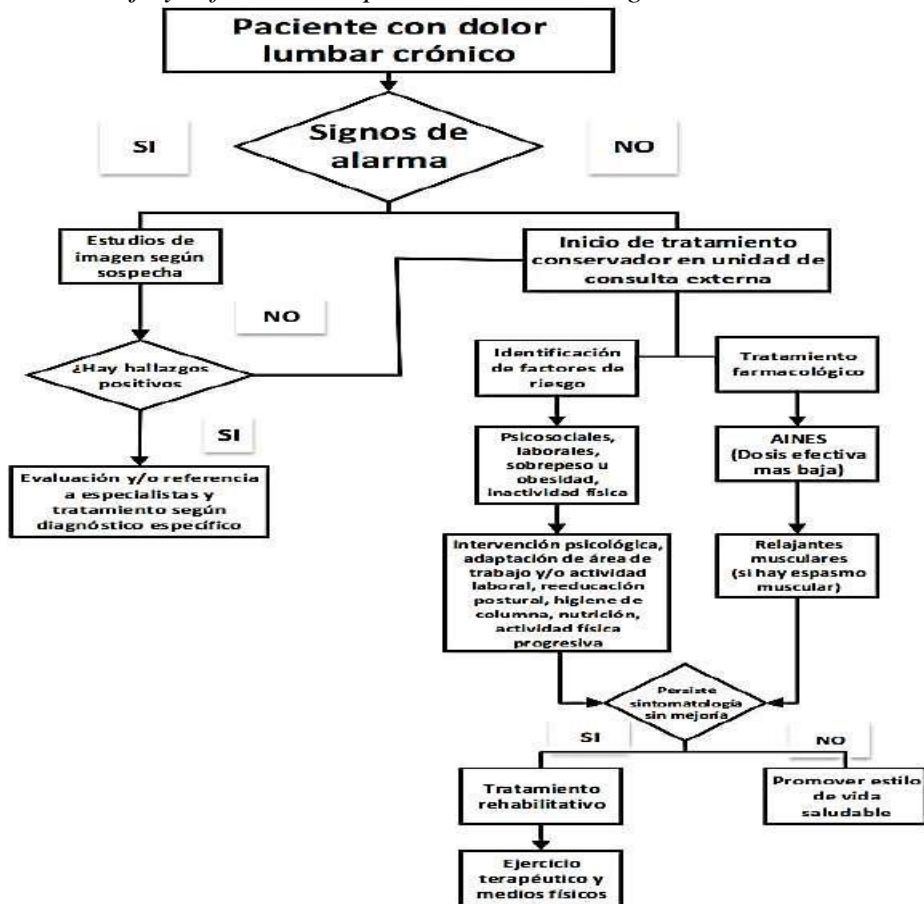 Paciente con dolor
lumbar crónico
Signos de
alarma
SI
NO
Estudios de
imagen según
sospecha
Inicio de tratamiento
conservador en unidad de
consulta externa
NO
¿Hay hallazgos
positivos
SI
Evaluación y/o referencia
a especialistas y
tratamiento según
diagnóstico específico
Identificación
de factores de
riesgo
Tratamiento
farmacológico
Psicosociales,
laborales,
sobrepeso u
obesidad,
inactividad física
AINES
(Dosis efectiva
mas baja)
Intervención psicológica,
adaptación de área de
trabajo y/o actividad
laboral, reeducación
postural, higiene de
columna, nutrición,
actividad física
progresiva
Relajantes
musculares
(si hay espasmo
muscular)
Persiste
sintomatología
sin mejoría
SI
NO
Tratamiento
rehabilitativo
Promover estilo
de vida
saludable
Ejercicio
terapéutico y
medios físicos